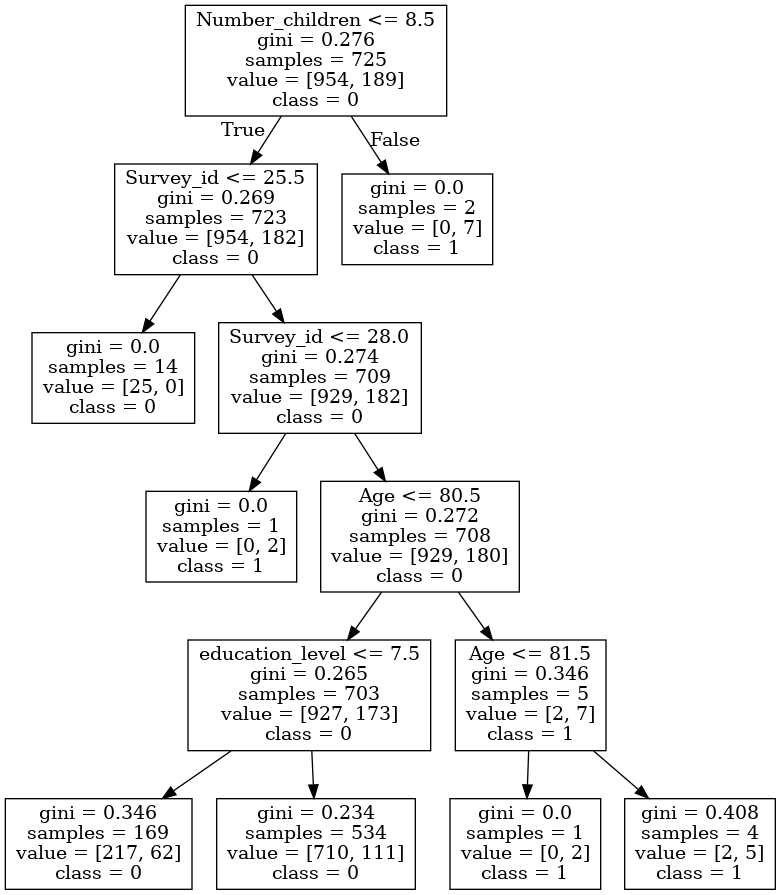 Number_children <= 8.5
gini = 0.276
samples = 725
value = [954, 189]
class = 0
True
False
Survey_id <= 25.5
gini = 0.269
samples = 723
value = [954, 182]
class = 0
gini = 0.0
samples = 2
value = [0, 7]
class = 1
gini = 0.0
samples = 14
value = [25, 0]
class = 0
Survey_id <= 28.0
gini = 0.274
samples = 709
value = [929, 182]
class = 0
gini = 0.0
samples = 1
value = [0, 2]
class = 1
Age <= 80.5
gini = 0.272
samples = 708
value = [929, 180]
class = 0
education_level <= 7.5
gini = 0.265
samples = 703
value = [927, 173]
class = 0
Age <= 81.5
gini = 0.346
samples = 5
value = [2, 7]
class = 1
gini = 0.346
samples = 169
value = [217, 62]
class = 0
gini = 0.234
samples = 534
value = [710, 111]
class = 0
gini = 0.0
samples = 1
value = [0, 2]
class = 1
gini = 0.408
samples = 4
value = [2, 5]
class = 1